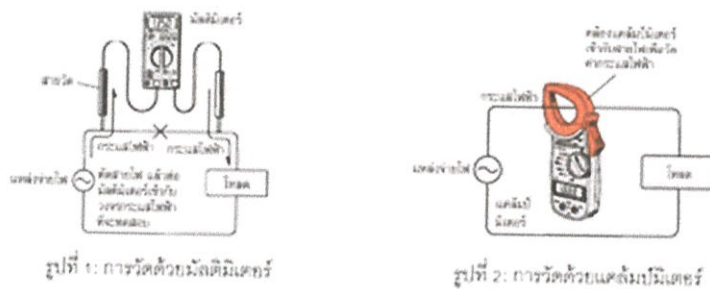 มัลติมิเตอร์
สายวัด
กระแสไฟฟ้า กระแสไฟฟ้า
แหล่งจ่ายไฟ
ตัดสายไฟ แล้วต่อ
มัลติมิเตอร์เข้ากับ
วงจรกระแสไฟฟ้า
ที่จะทดสอบ
โหลด
รูปที่ 1: การวัดด้วยมัลติมิเตอร์
คล้องแคล้มป์มิเตอร์
เข้ากับสายไฟเพื่อวัด
ค่ากระแสไฟฟ้า
กระแสไฟฟ้า
แหล่งจ่ายไฟ
แคล้มป์
มิเตอร์
โหลด
รูปที่ 2: การวัดด้วยแคล้มป์มิเตอร์